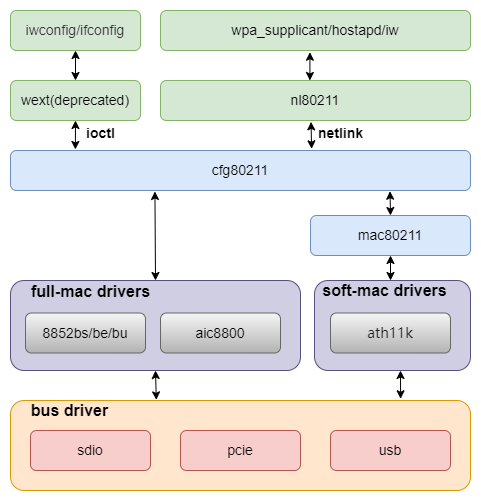 iwconfig/ifconfig
wpa_supplicant/hostapd/iw
wext(deprecated)
nl80211
ioctl
netlink
cfg80211
mac80211
full-mac drivers
soft-mac drivers
8852bs/be/bu
aic8800
ath11k
bus driver
sdio
pcie
usb